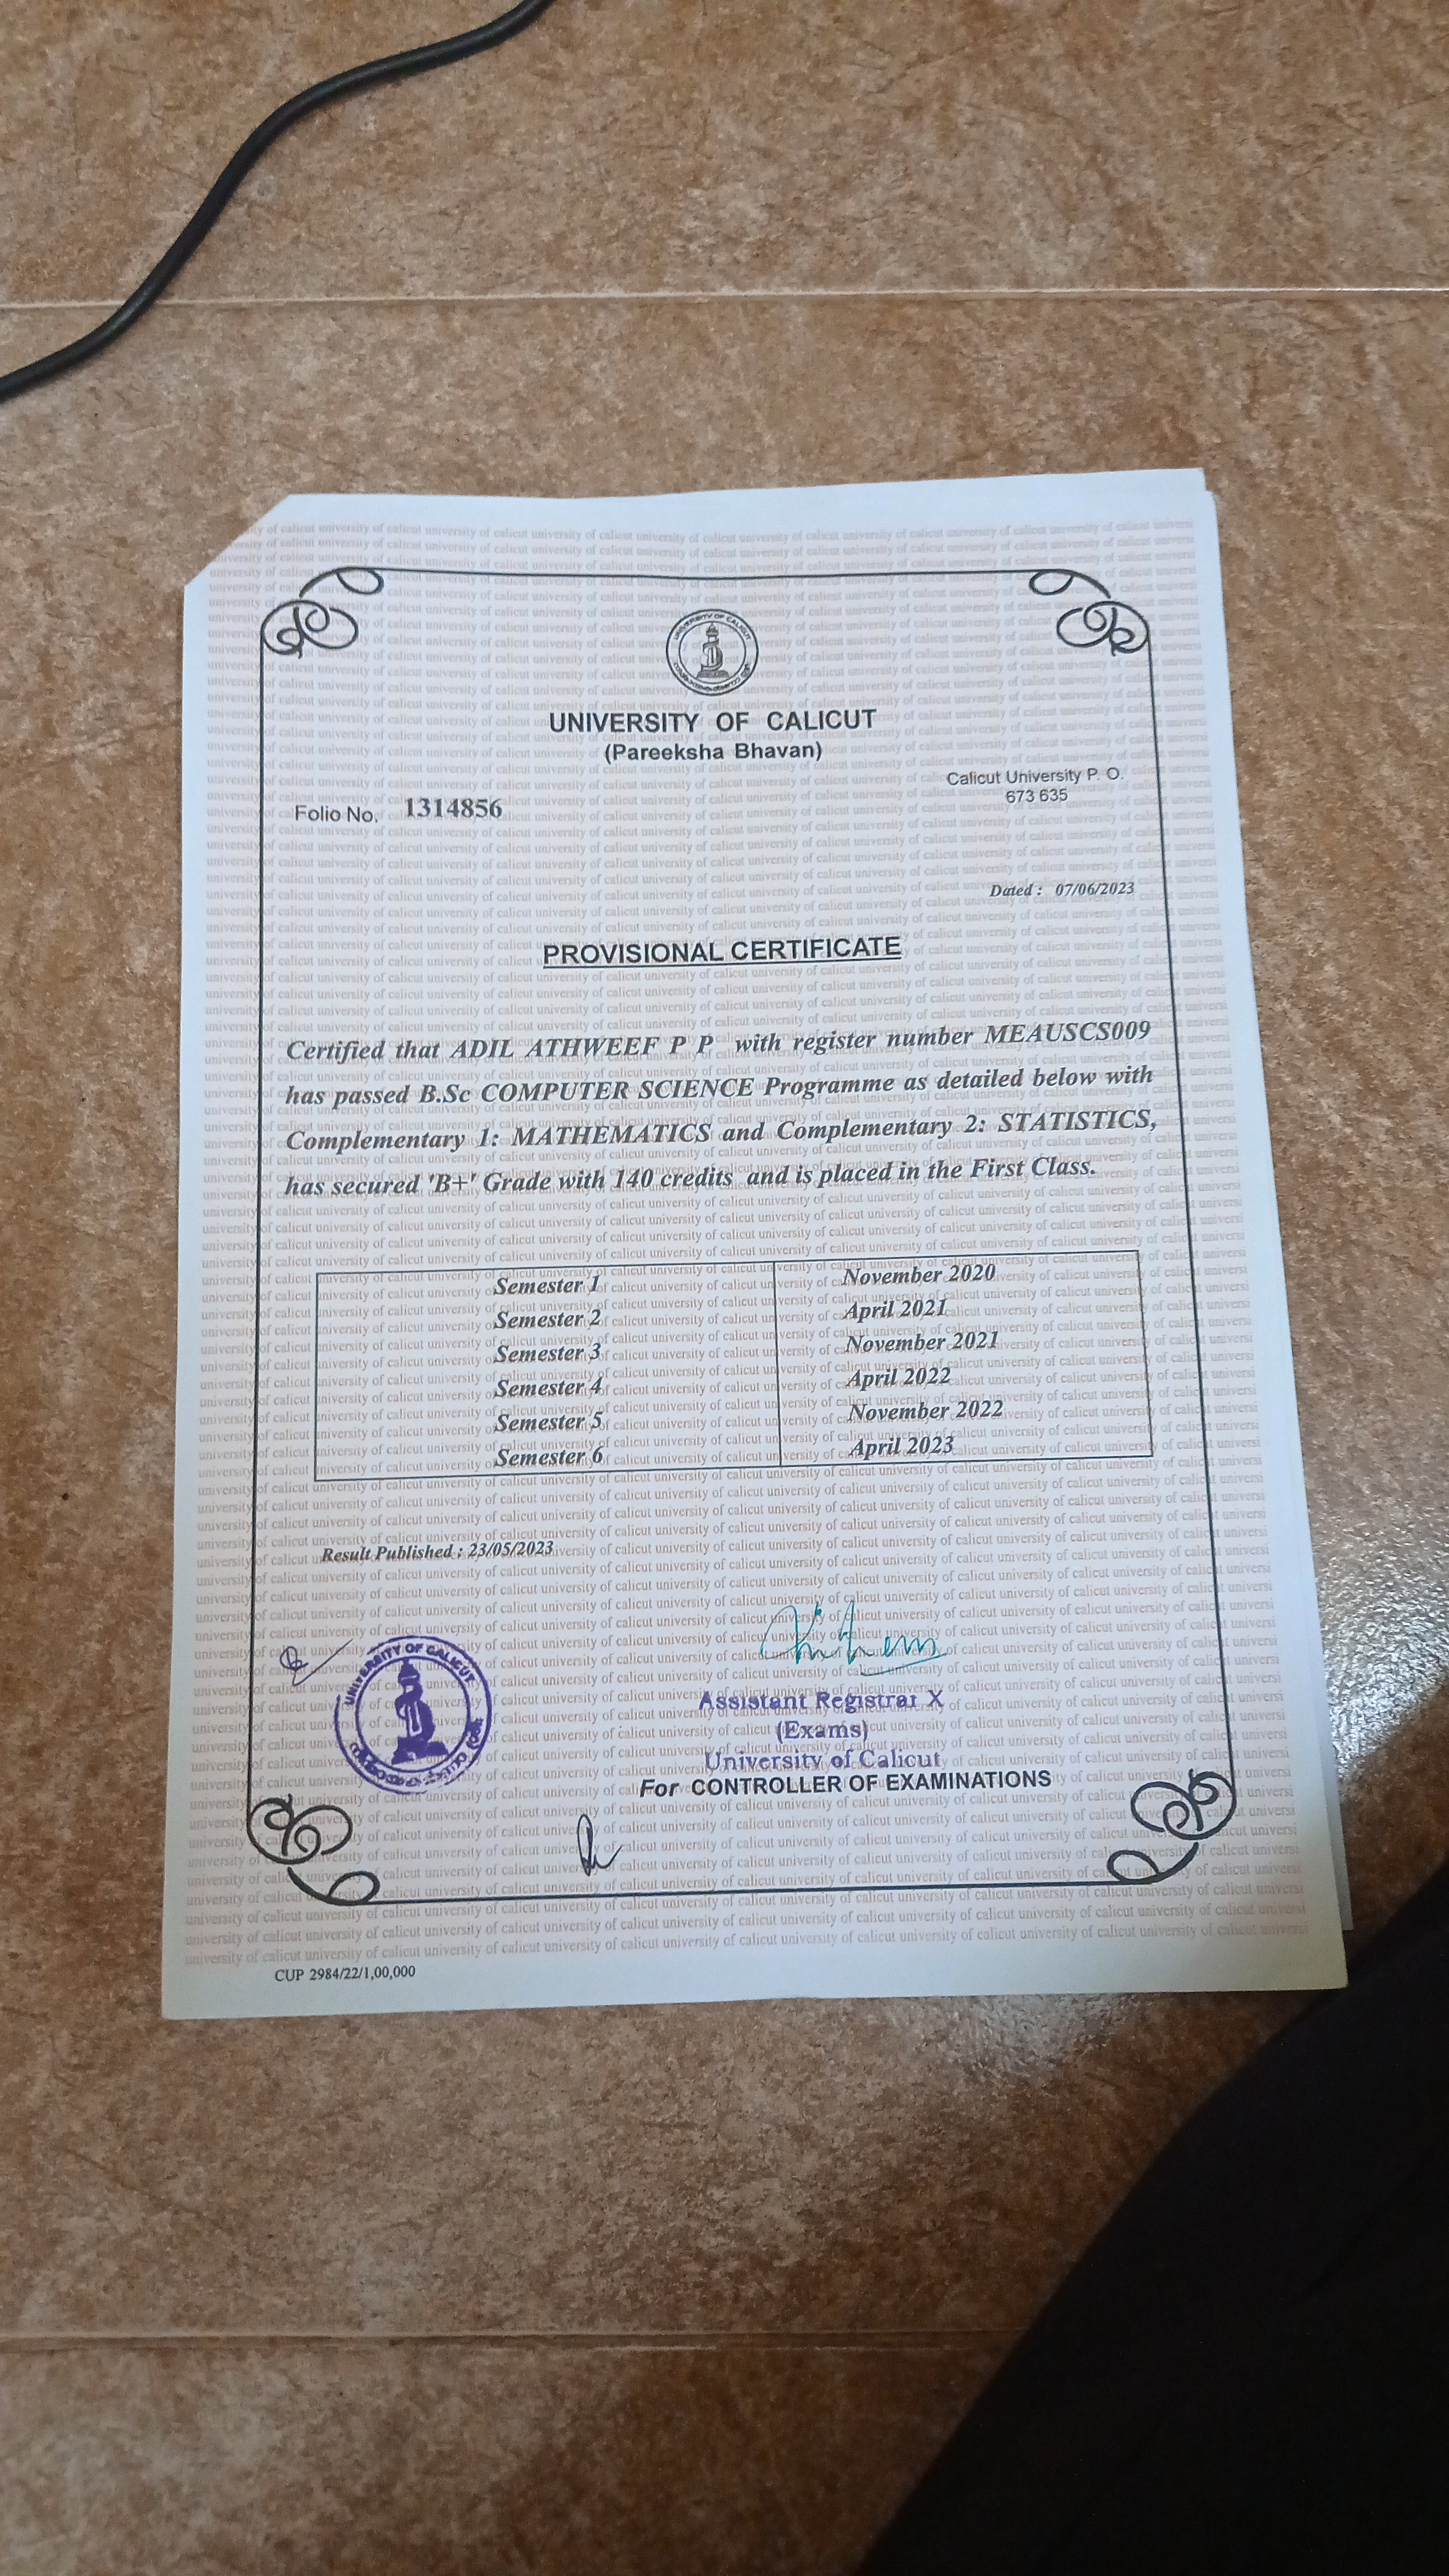 UNIVERSITY OF CALICUT
UNIVERSITY OF CALICUT
(Pareeksha Bhavan)
Calicut University P. O.
673 635
Folio No. 1314856
Dated : 07/06/2023
PROVISIONAL CERTIFICATE
Certified that ADIL ATHWEEF P P with register number MEAUSCS009
has passed B.Sc COMPUTER SCIENCE Programme as detailed below with
Complementary 1: MATHEMATICS and Complementary 2: STATISTICS,
has secured 'B+' Grade with 140 credits and is placed in the First Class.
Semester 1 November 2020
Semester 2 April 2021
Semester 3 November 2021
Semester 4 April 2022
Semester 5 November 2022
Semester 6 April 2023
Result Published : 23/05/2023
UNIVERSITY OF CALICUT
Assistant Registrar X
(Exams)
University of Calicut
For CONTROLLER OF EXAMINATIONS
CUP 2984/22/1,00,000